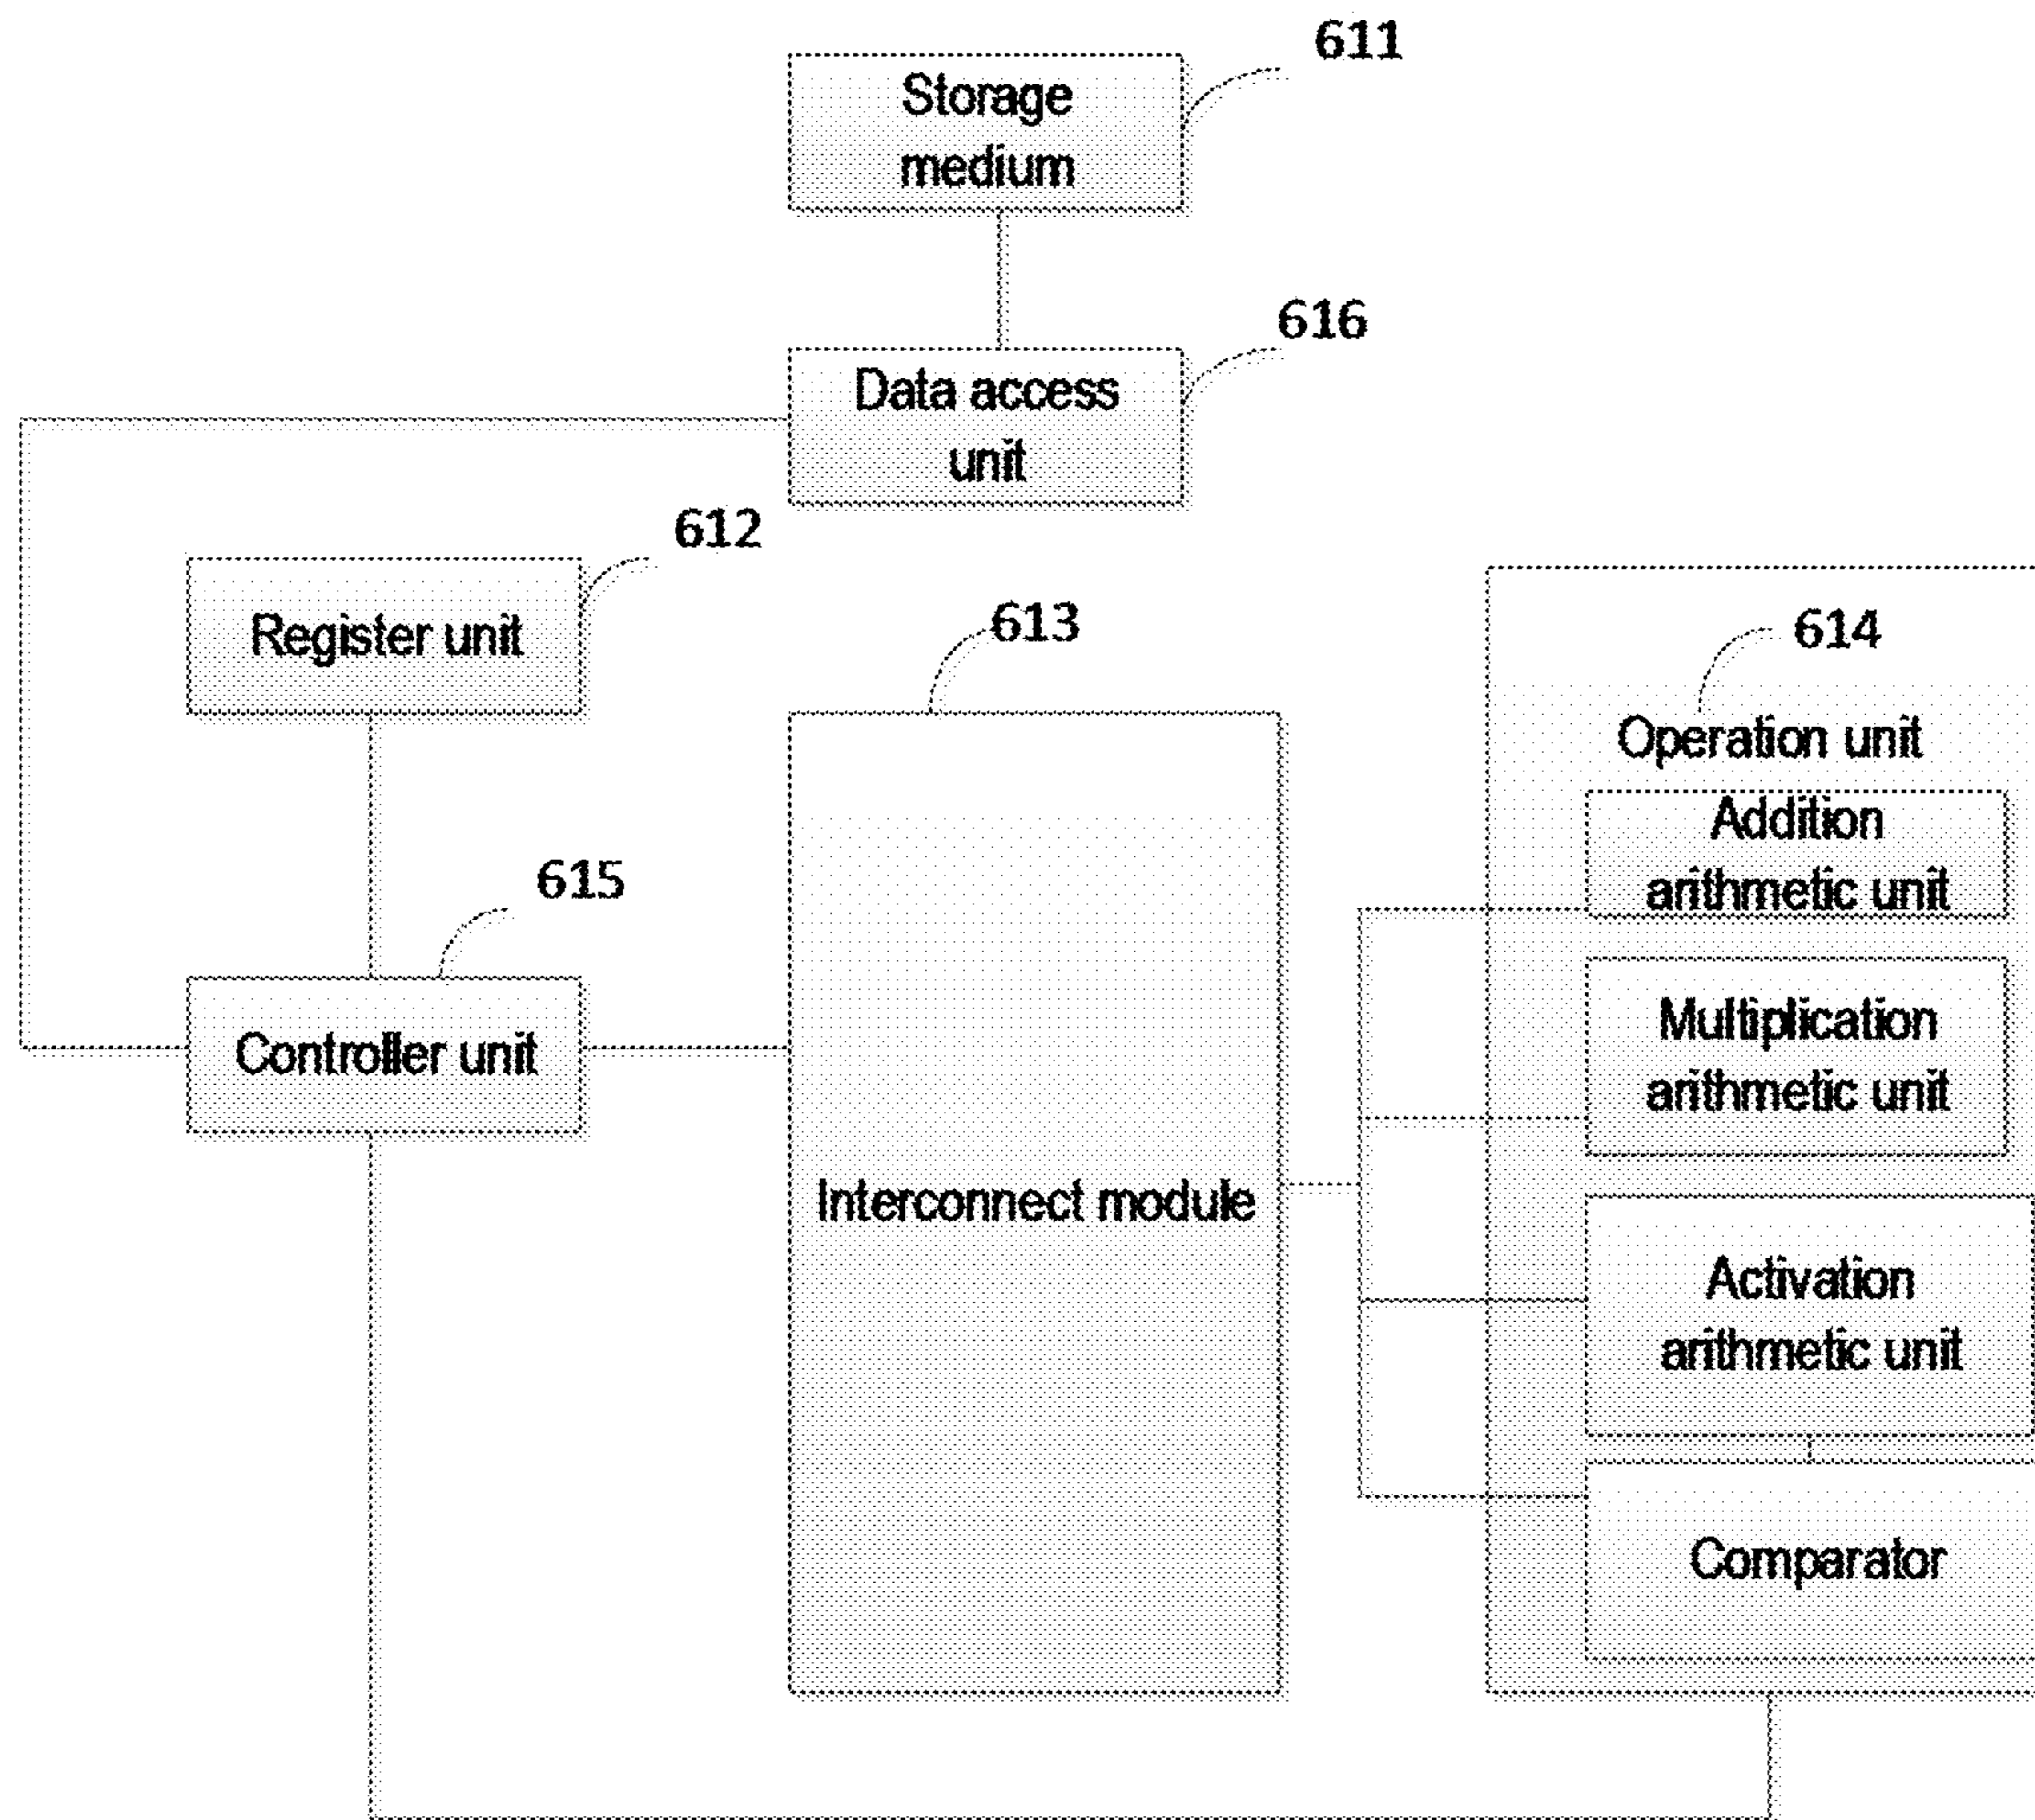 611
Storage
medium
616
Data access
unit
612
Register unit
613
614
Operation unit
Addition
arithmetic unit
615
Controller unit
Multiplication
arithmetic unit
Interconnect module
Activation
arithmetic unit
Comparator